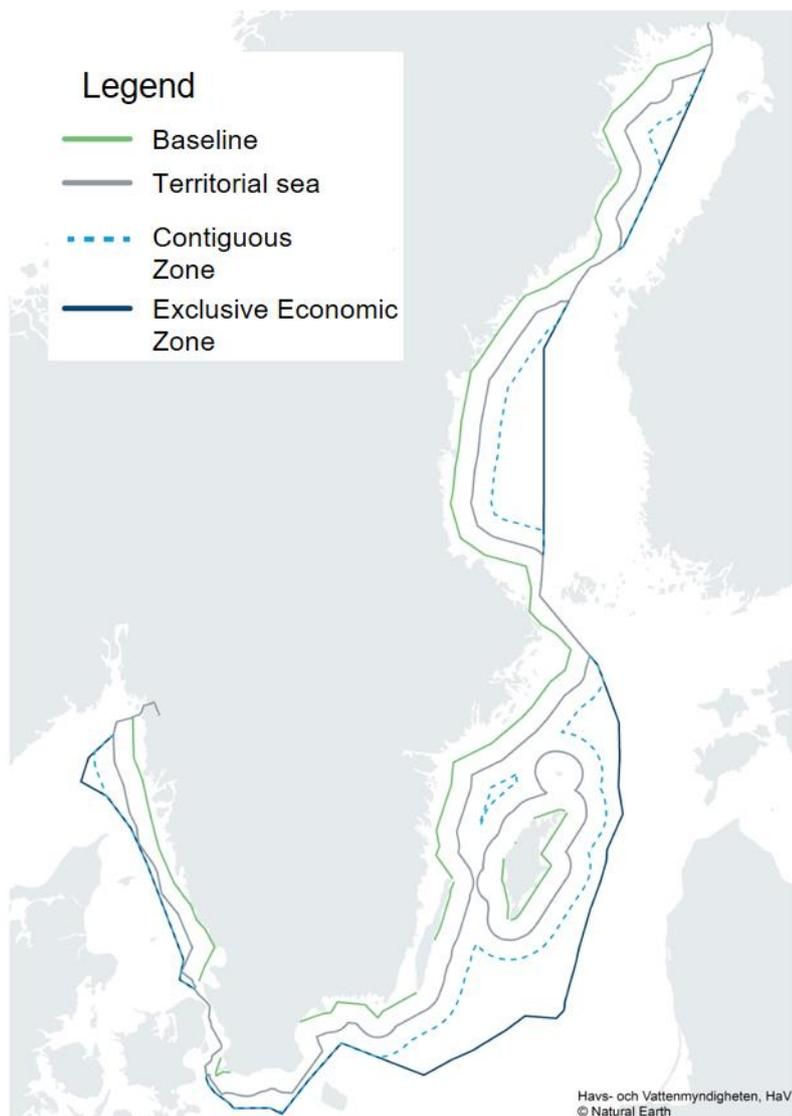 Legend
Baseline
Territorial sea
Contiguous
Zone
Exclusive Economic
Zone
Havs- och Vattenmyndigheten, HaV
© Natural Earth